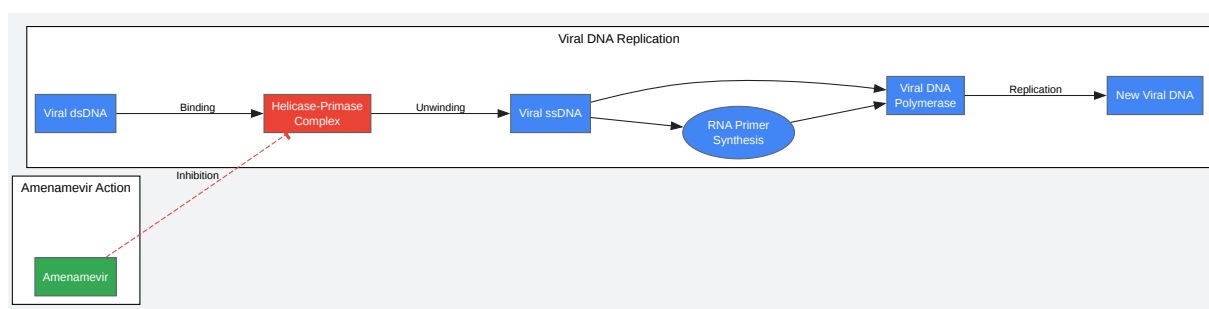 Viral DNA Replication
Viral dsDNA
Binding
Helicase-Primase
Complex
Unwinding
Viral ssDNA
RNA Primer
Synthesis
Viral DNA
Polymerase
Replication
New Viral DNA
Inhibition
Amenamevir Action
Amenamevir